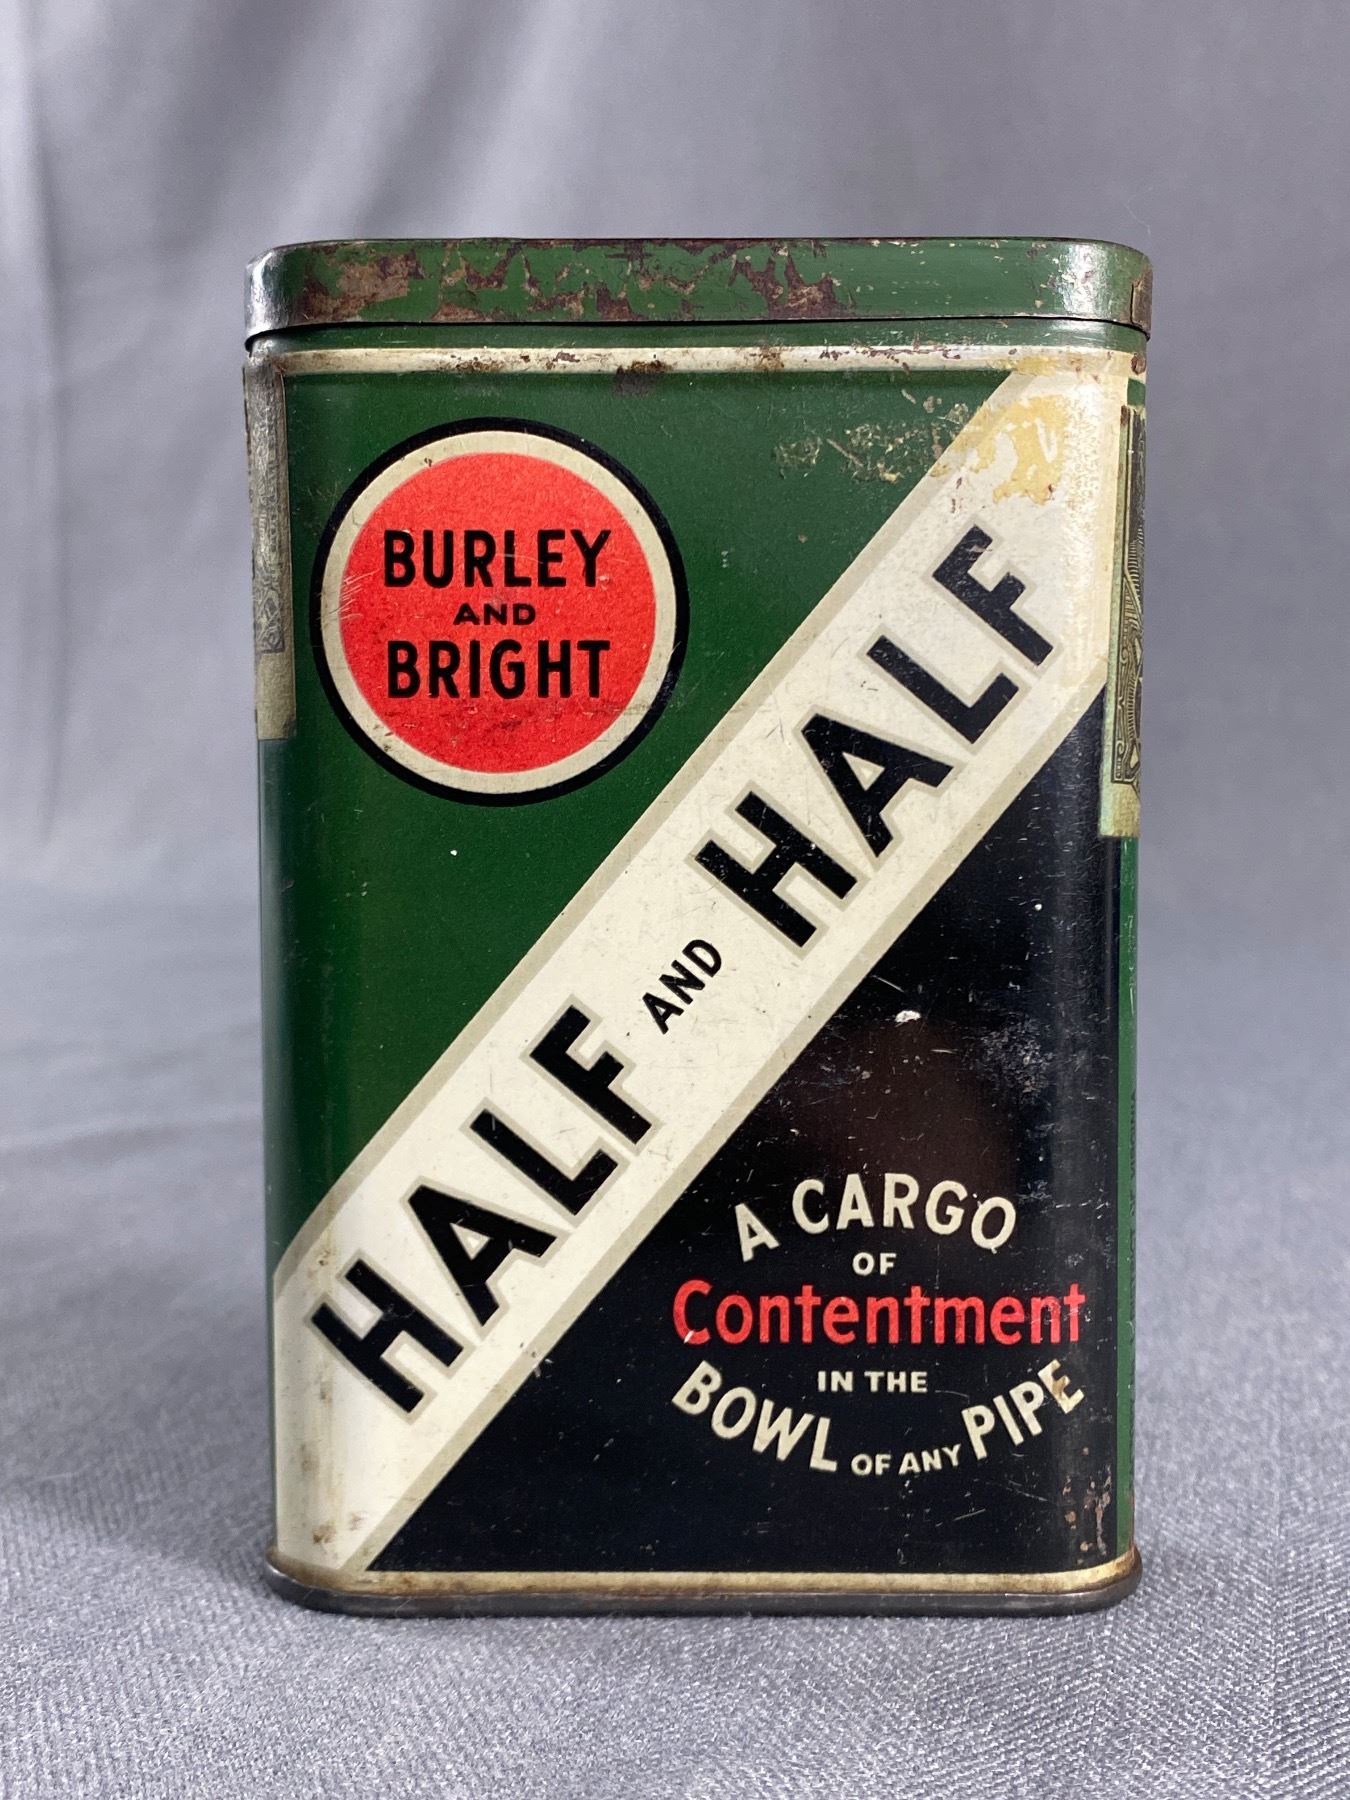 BURLEY
AND
BRIGHT
HALF AND HALF
A CARGO
OF
Contentment
IN THE
BOWL OF ANY PIPE